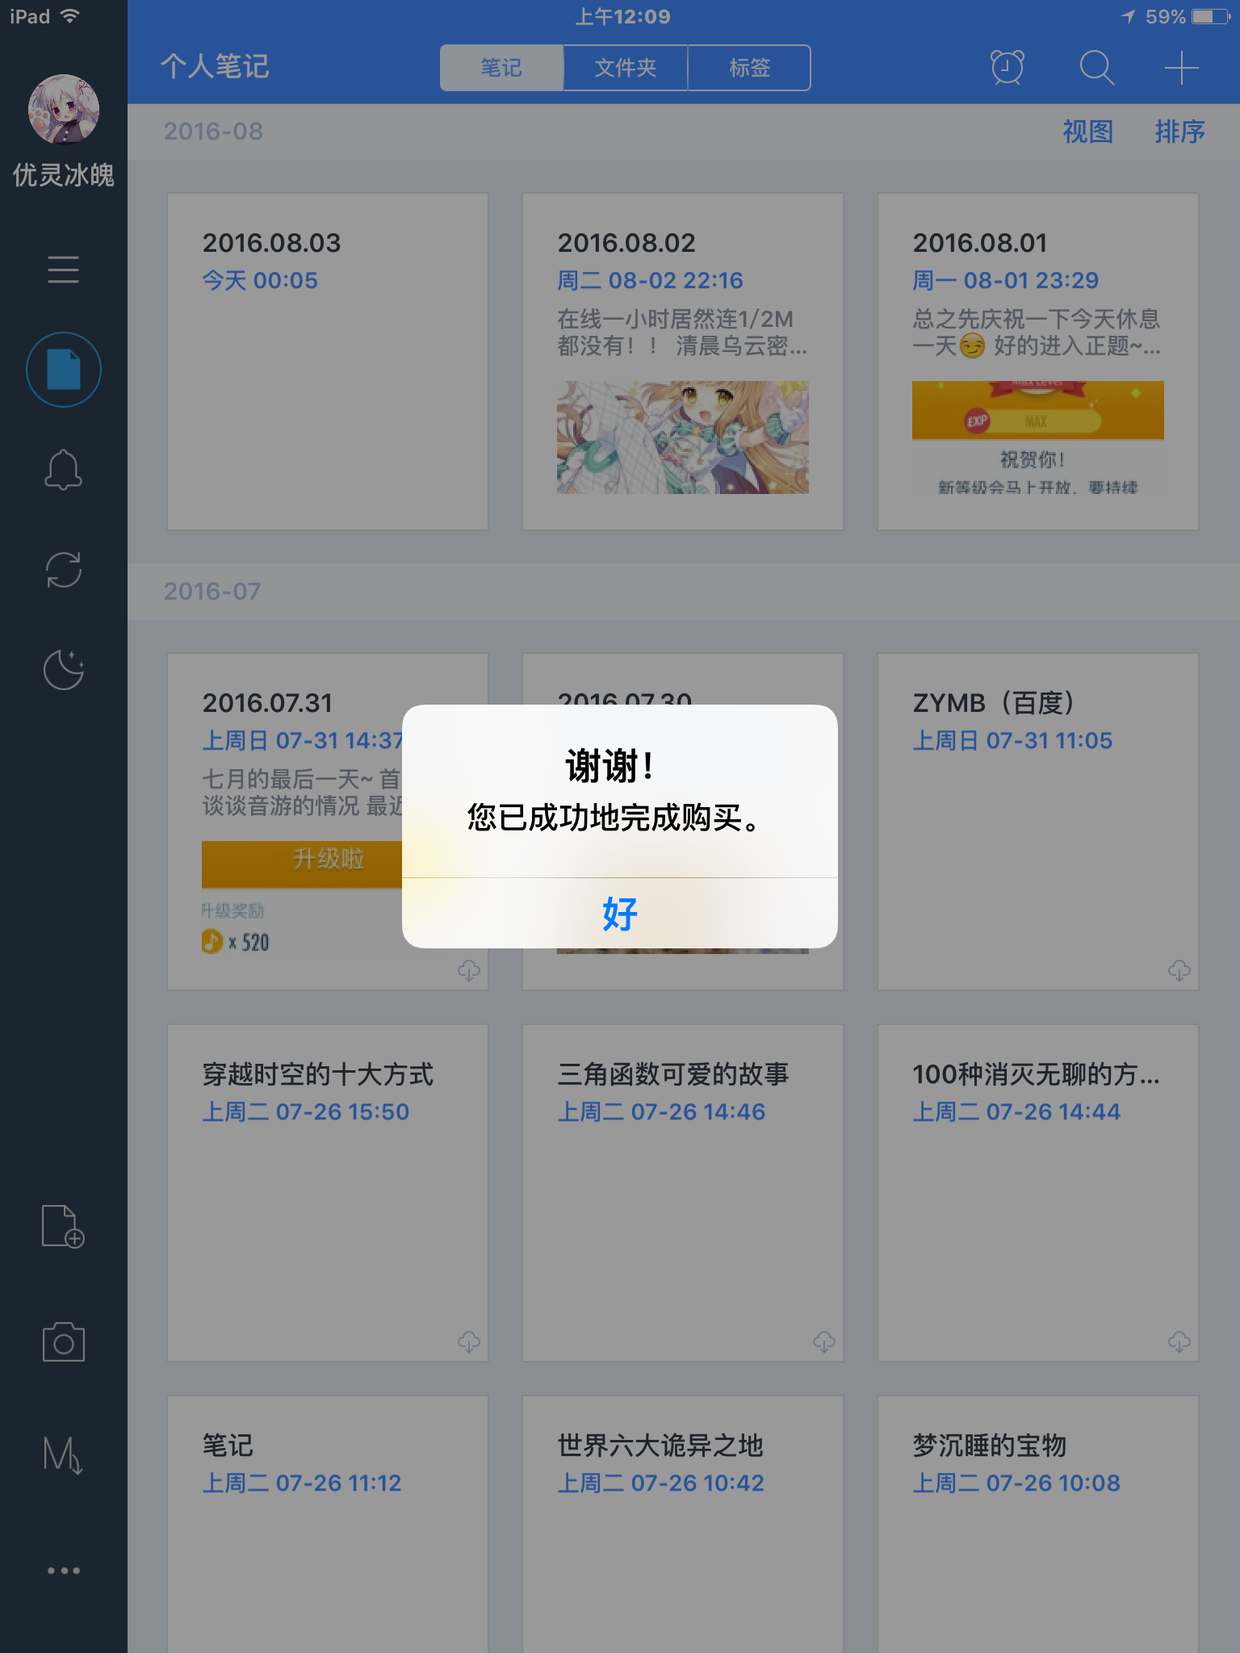 iPad 上午12:09 59%
优灵冰魄
个人笔记 笔记 文件夹 标签
2016-08 视图 排序
2016.08.03
今天 00:05
2016.08.02
周二 08-02 22:16
在线一小时居然连1/2M
都没有！！ 清晨乌云密...
2016.08.01
周一 08-01 23:29
总之先庆祝一下今天休息
一天😏 好的进入正题~...
Max Level
EXP MAX
祝贺你！
新等级会马上开放，要持续
2016-07
2016.07.31
上周日 07-31 14:37
七月的最后一天~ 首
谈谈音游的情况 最近
升级啦
升级奖励
x 520
2016.07.30
ZYMB（百度）
上周日 07-31 11:05
谢谢！
您已成功地完成购买。
好
穿越时空的十大方式
上周二 07-26 15:50
三角函数可爱的故事
上周二 07-26 14:46
100种消灭无聊的方...
上周二 07-26 14:44
笔记
上周二 07-26 11:12
世界六大诡异之地
上周二 07-26 10:42
梦沉睡的宝物
上周二 07-26 10:08